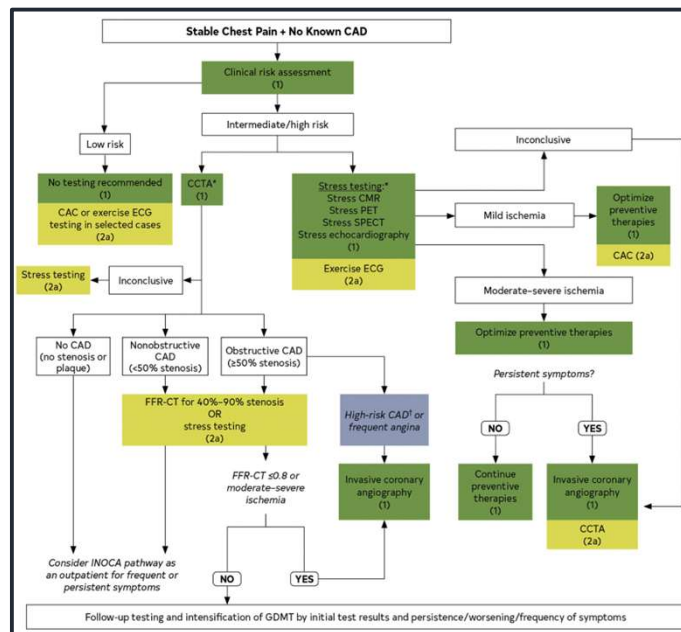 Stable Chest Pain + No Known CAD
Clinical risk assessment
(1)
Intermediate/high risk
Low risk
No testing recommended
(1)
CAC or exercise ECG
testing in selected cases
(2a)
CCTA*
(1)
Stress testing:*
Stress CMR
Stress PET
Stress SPECT
Stress echocardiography
(1)
Exercise ECG
(2a)
Inconclusive
Mild ischemia
Optimize
preventive
therapies
(1)
CAC (2a)
Moderate-severe ischemia
Optimize preventive therapies
(1)
Stress testing
(2a)
Inconclusive
No CAD
(no stenosis or
plaque)
Nonobstructive
CAD
(<50% stenosis)
Obstructive CAD
(≥50% stenosis)
FFR-CT for 40%-90% stenosis
OR
stress testing
(2a)
High-risk CAD† or
frequent angina
Persistent symptoms?
NO
YES
FFR-CT ≤0.8 or
moderate-severe
ischemia
Invasive coronary
angiography
(1)
Continue
preventive
therapies
(1)
Invasive coronary
angiography
(1)
CCTA
(2a)
Consider INOCA pathway as
an outpatient for frequent or
persistent symptoms
NO
YES
Follow-up testing and intensification of GDMT by initial test results and persistence/worsening/frequency of symptoms